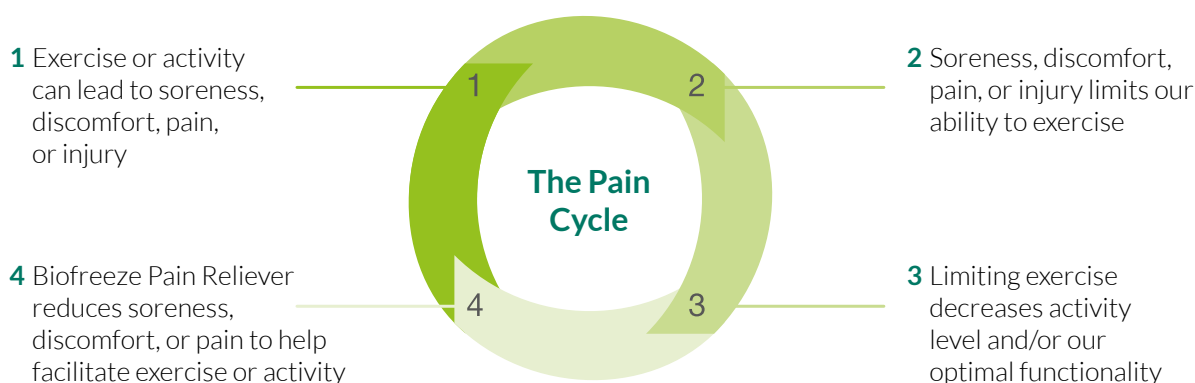 1 Exercise or activity
can lead to soreness,
discomfort, pain,
or injury
1
2
2 Soreness, discomfort,
pain, or injury limits our
ability to exercise
The Pain
Cycle
4 Biofreeze Pain Reliever
reduces soreness,
discomfort, or pain to help
facilitate exercise or activity
4
3
3 Limiting exercise
decreases activity
level and/or our
optimal functionality